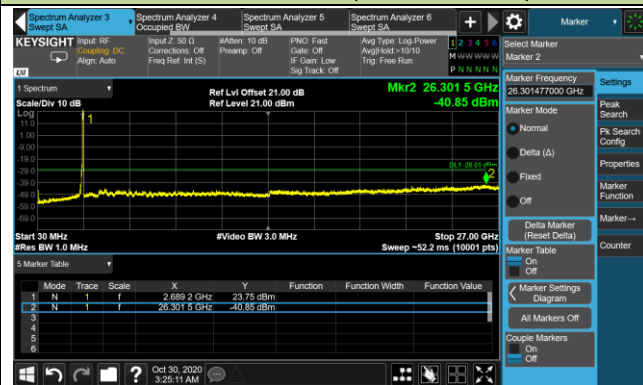 Spectrum Analyzer 3
Swept SA
Spectrum Analyzer 4
Occupied BW
Spectrum Analyzer 5
Swept SA
Spectrum Analyzer 6
Swept SA
+
Marker
KEYSIGHT
Input: RF
Coupling: DC
Align: Auto
Input Z: 50 Ω
Corrections: Off
Freq Ref: Int (S)
#Atten: 10 dB
Preamp: Off
PNO: Fast
Gate: Off
IF Gain: Low
Sig Track: Off
Avg Type: Log-Power
Avg|Hold:>10/10
Trig: Free Run
1 2 3 4 5 6
M W W W W W
P N N N N N
LXI
Select Marker
Marker 2
1 Spectrum
Scale/Div 10 dB
Ref Lvl Offset 21.00 dB
Ref Level 21.00 dBm
Mkr2 26.301 5 GHz
-40.85 dBm
Log
11.0
1.00
-9.00
-19.0
-29.0
-39.0
-49.0
-59.0
-69.0
1
DL1 -28.01 dBm
2
Start 30 MHz
#Res BW 1.0 MHz
#Video BW 3.0 MHz
Stop 27.00 GHz
Sweep ~52.2 ms (10001 pts)
5 Marker Table
Mode Trace Scale X Y Function Function Width Function Value
1 N 1 f 2.689 2 GHz 23.75 dBm
2 N 1 f 26.301 5 GHz -40.85 dBm
3
4
5
6
Marker Frequency
26.301477000 GHz
Marker Mode
Normal
Delta (Δ)
Fixed
Off
Delta Marker
(Reset Delta)
Marker Table
On
Off
Marker Settings
Diagram
All Markers Off
Couple Markers
On
Off
Settings
Peak
Search
Pk Search
Config
Properties
Marker
Function
Marker→
Counter
?
Oct 30, 2020
3:25:11 AM